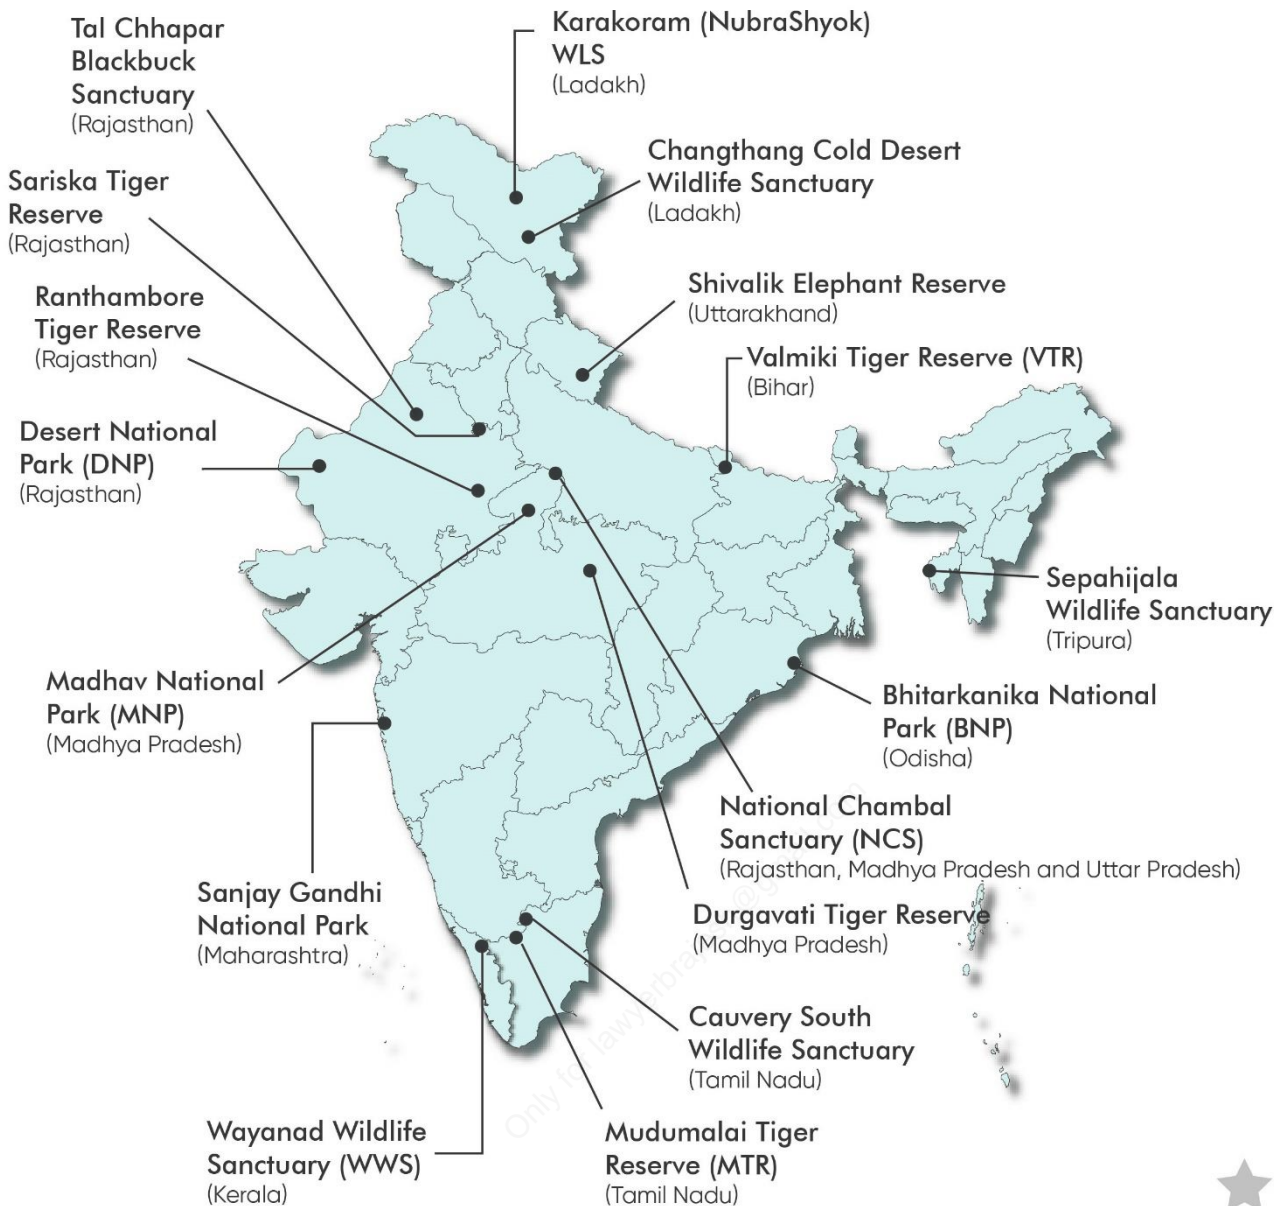 Tal Chhapar
Blackbuck
Sanctuary
(Rajasthan)
Karakoram (NubraShyok)
WLS
(Ladakh)
Changthang Cold Desert
Wildlife Sanctuary
(Ladakh)
Sariska Tiger
Reserve
(Rajasthan)
Ranthambore
Tiger Reserve
(Rajasthan)
Shivalik Elephant Reserve
(Uttarakhand)
Valmiki Tiger Reserve (VTR)
(Bihar)
Desert National
Park (DNP)
(Rajasthan)
Sepahijala
Wildlife Sanctuary
(Tripura)
Madhav National
Park (MNP)
(Madhya Pradesh)
Bhitarkanika National
Park (BNP)
(Odisha)
National Chambal
Sanctuary (NCS)
(Rajasthan, Madhya Pradesh and Uttar Pradesh)
Sanjay Gandhi
National Park
(Maharashtra)
Durgavati Tiger Reserve
(Madhya Pradesh)
Cauvery South
Wildlife Sanctuary
(Tamil Nadu)
Wayanad Wildlife
Sanctuary (WWS)
(Kerala)
Mudumalai Tiger
Reserve (MTR)
(Tamil Nadu)
Only for